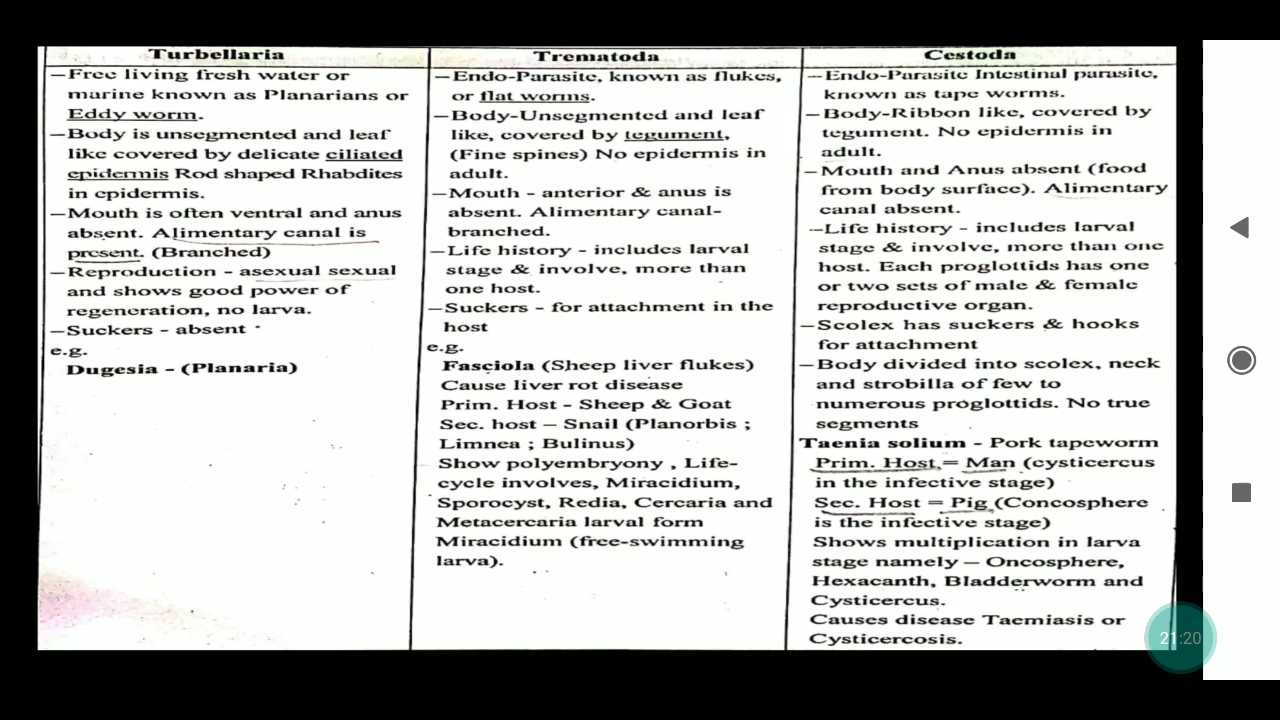 Turbellaria
—Free living fresh water or
marine known as Planarians or
Eddy worm.
—Body is unsegmented and leaf
like covered by delicate ciliated
epidermis Rod shaped Rhabdites
in epidermis.
—Mouth is often ventral and anus
absent. Alimentary canal is
present. (Branched)
—Reproduction - asexual sexual
and shows good power of
regeneration, no larva.
—Suckers - absent
e.g.
Dugesia - (Planaria)
Trematoda
—Endo-Parasite, known as flukes,
or flat worms.
—Body-Unsegmented and leaf
like, covered by tegument,
(Fine spines) No epidermis in
adult.
—Mouth - anterior & anus is
absent. Alimentary canal-
branched.
—Life history - includes larval
stage & involve, more than
one host.
—Suckers - for attachment in the
host
e.g.
Fasciola (Sheep liver flukes)
Cause liver rot disease
Prim. Host - Sheep & Goat
Sec. host — Snail (Planorbis ;
Limnea ; Bulinus)
Show polyembryony , Life-
cycle involves, Miracidium,
Sporocyst, Redia, Cercaria and
Metacercaria larval form
Miracidium (free-swimming
larva).
Cestoda
—Endo-Parasite Intestinal parasite,
known as tape worms.
—Body-Ribbon like, covered by
tegument. No epidermis in
adult.
—Mouth and Anus absent (food
from body surface). Alimentary
canal absent.
—Life history - includes larval
stage & involve, more than one
host. Each proglottids has one
or two sets of male & female
reproductive organ.
—Scolex has suckers & hooks
for attachment
—Body divided into scolex, neck
and strobilla of few to
numerous proglottids. No true
segments
Taenia solium - Pork tapeworm
Prim. Host = Man (cysticercus
in the infective stage)
Sec. Host = Pig (Concosphere
is the infective stage)
Shows multiplication in larva
stage namely — Oncosphere,
Hexacanth, Bladderworm and
Cysticercus.
Causes disease Taemiasis or
Cysticercosis.
21:20